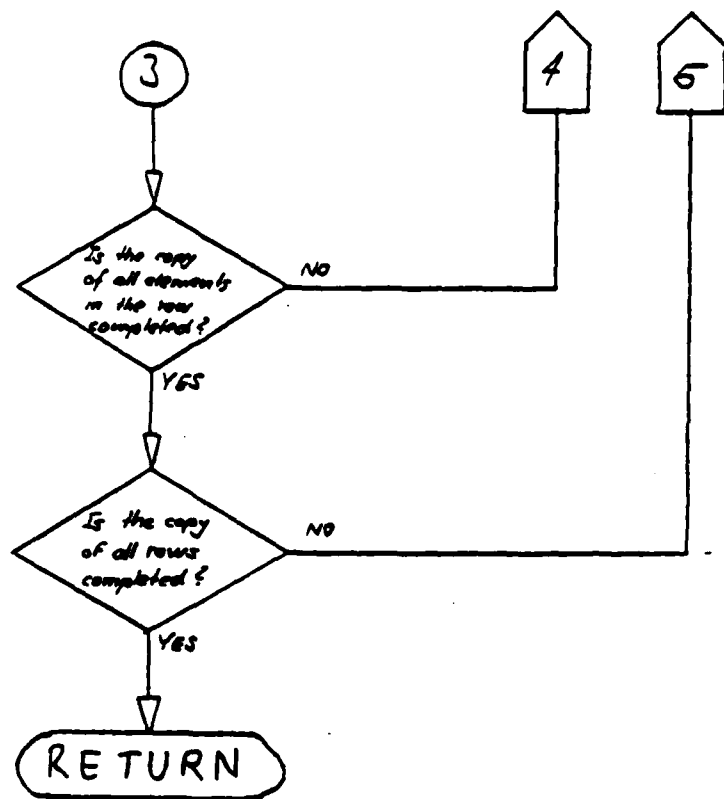 3
4
5
Is the copy
of all elements
in the row
completed?
NO
YES
Is the copy
of all rows
completed?
NO
YES
RETURN